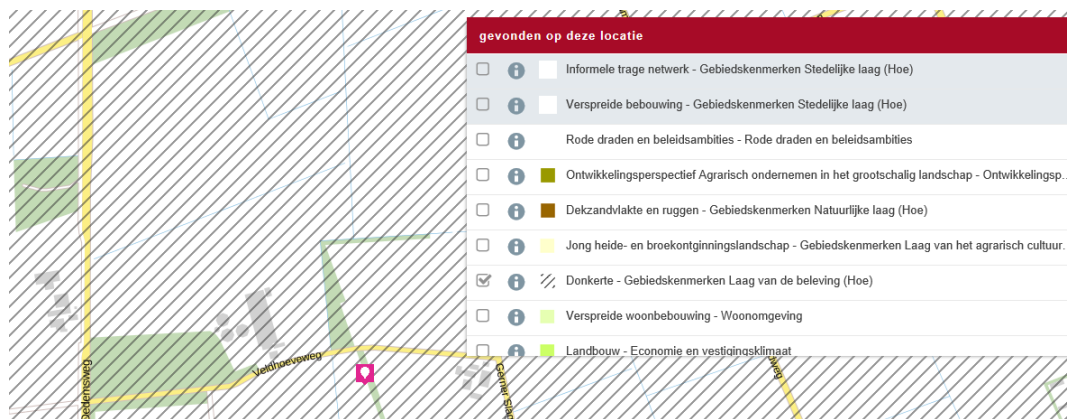 gevonden op deze locatie
Informele trage netwerk - Gebiedskenmerken Stedelijke laag (Hoe)
Verspreide bebouwing - Gebiedskenmerken Stedelijke laag (Hoe)
Rode draden en beleidsambities - Rode draden en beleidsambities
Ontwikkelingsperspectief Agrarisch ondernemen in het grootschalig landschap - Ontwikkelingsp...
Dekzandvlakte en ruggen - Gebiedskenmerken Natuurlijke laag (Hoe)
Jong heide- en broekontginningslandschap - Gebiedskenmerken Laag van het agrarisch cultuur.
Donkerte - Gebiedskenmerken Laag van de beleving (Hoe)
Verspreide woonbebouwing - Woonomgeving
Landbouw - Economie en vestigingsklimaat
Veldhoeveweg
Dedemsweg
Gerner Slag